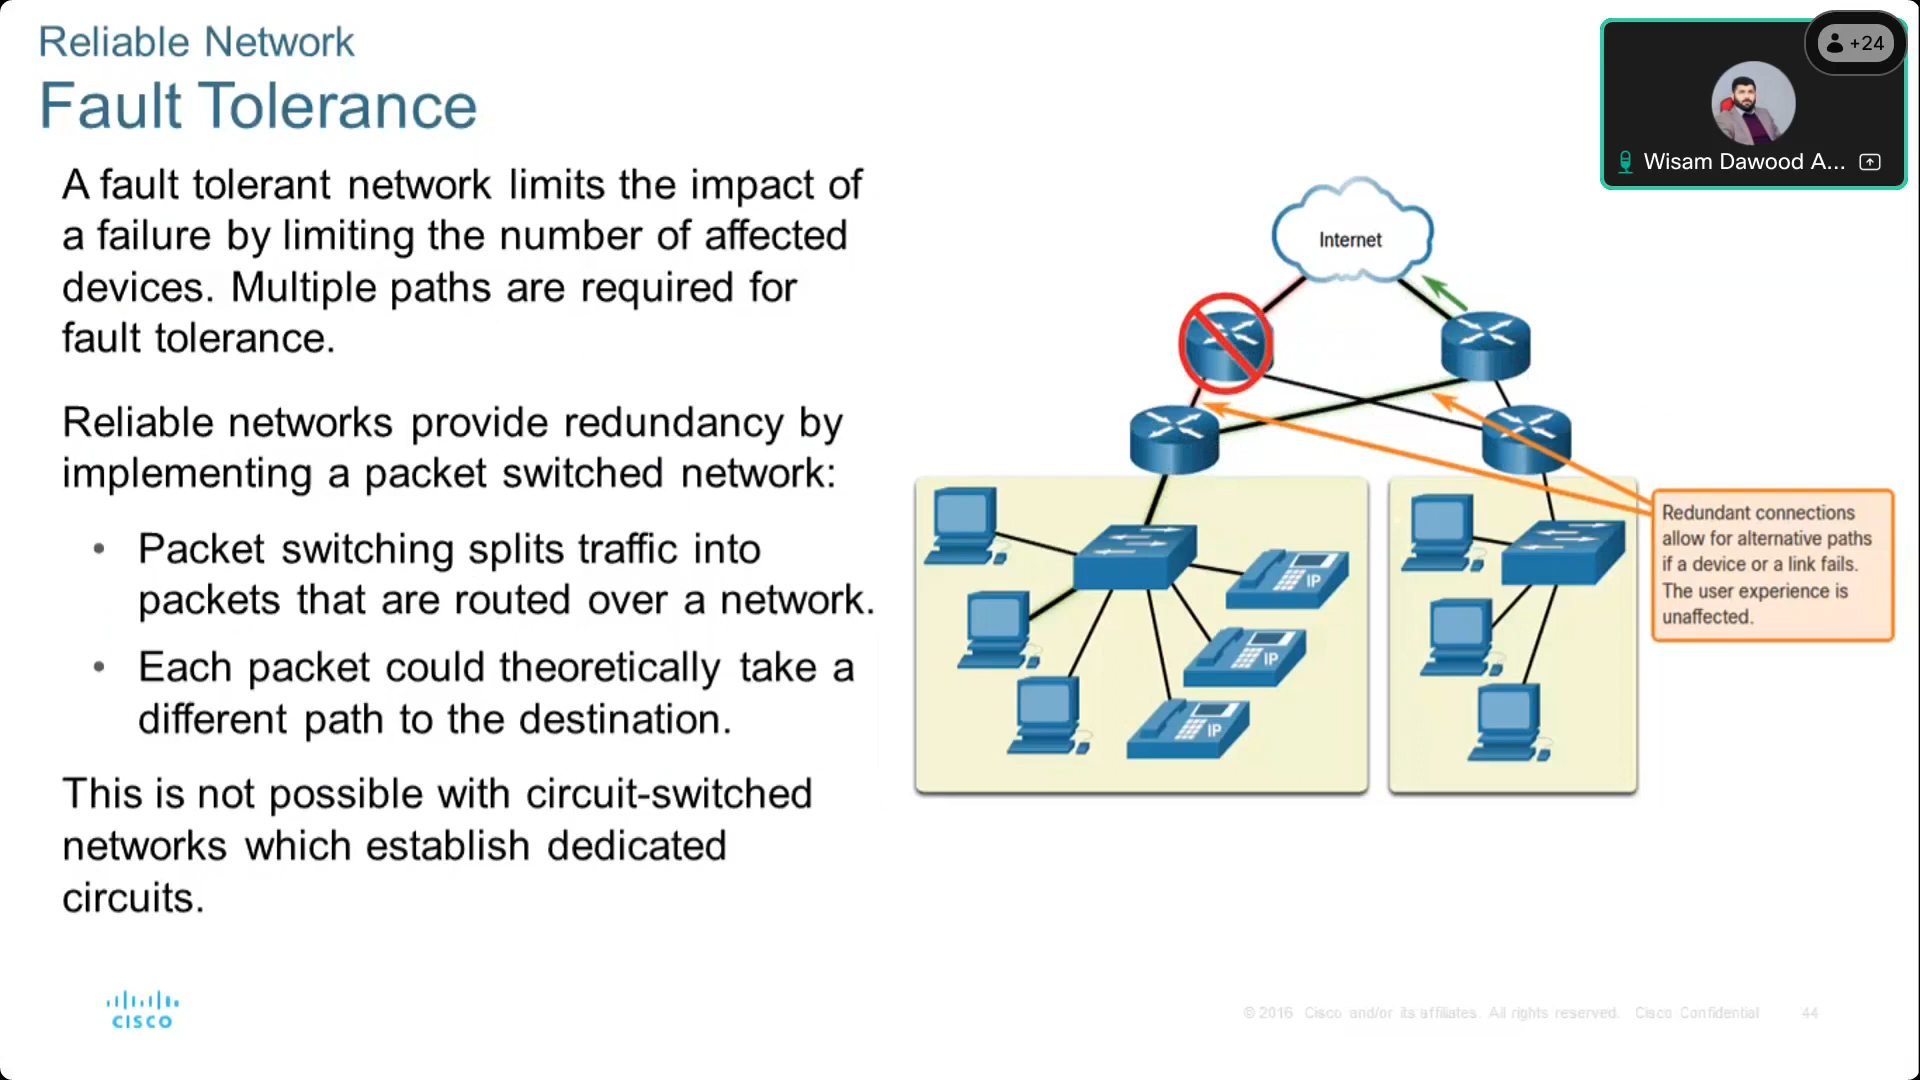 Reliable Network
Fault Tolerance
A fault tolerant network limits the impact of
a failure by limiting the number of affected
devices. Multiple paths are required for
fault tolerance.
Reliable networks provide redundancy by
implementing a packet switched network:
• Packet switching splits traffic into
packets that are routed over a network.
• Each packet could theoretically take a
different path to the destination.
This is not possible with circuit-switched
networks which establish dedicated
circuits.
+24
Wisam Dawood A...
Internet
IP
IP
IP
Redundant connections
allow for alternative paths
if a device or a link fails.
The user experience is
unaffected.
CISCO
© 2016 Cisco and/or its affiliates. All rights reserved. Cisco Confidential 44